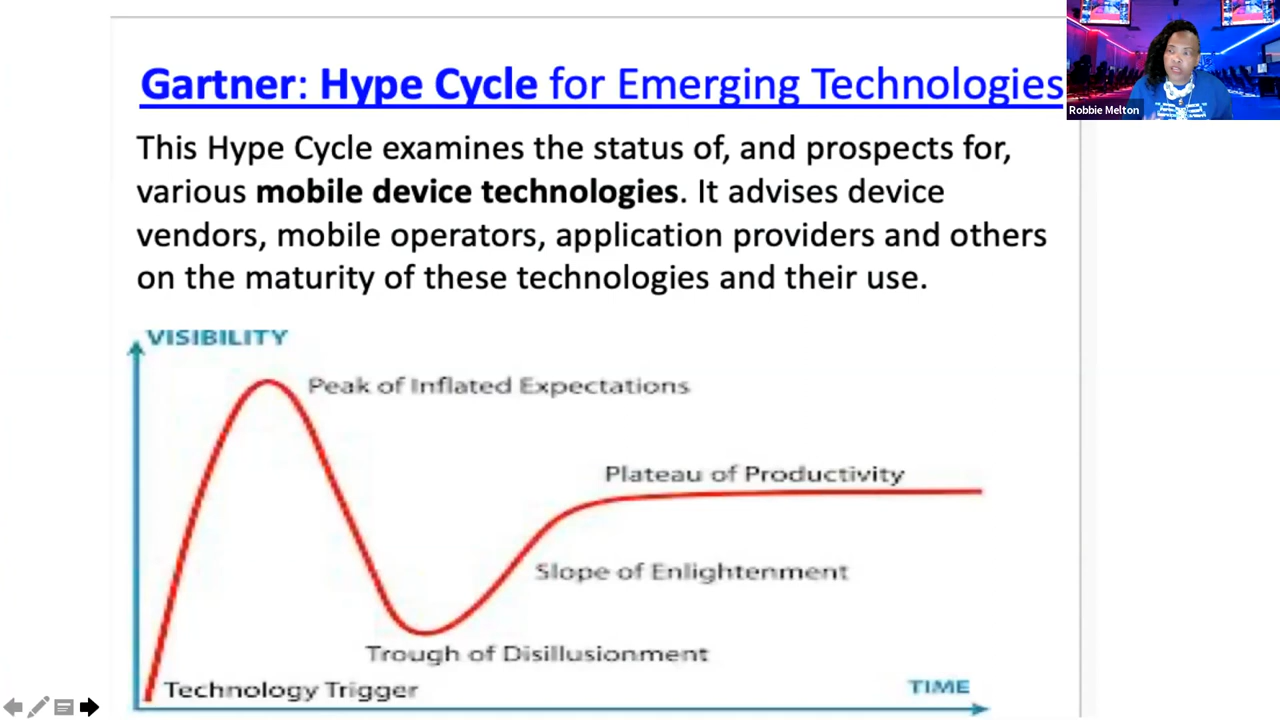 Gartner: Hype Cycle for Emerging Technologies
Robbie Melton
This Hype Cycle examines the status of, and prospects for,
various mobile device technologies. It advises device
vendors, mobile operators, application providers and others
on the maturity of these technologies and their use.
VISIBILITY
Peak of Inflated Expectations
Plateau of Productivity
Slope of Enlightenment
Trough of Disillusionment
Technology Trigger
TIME